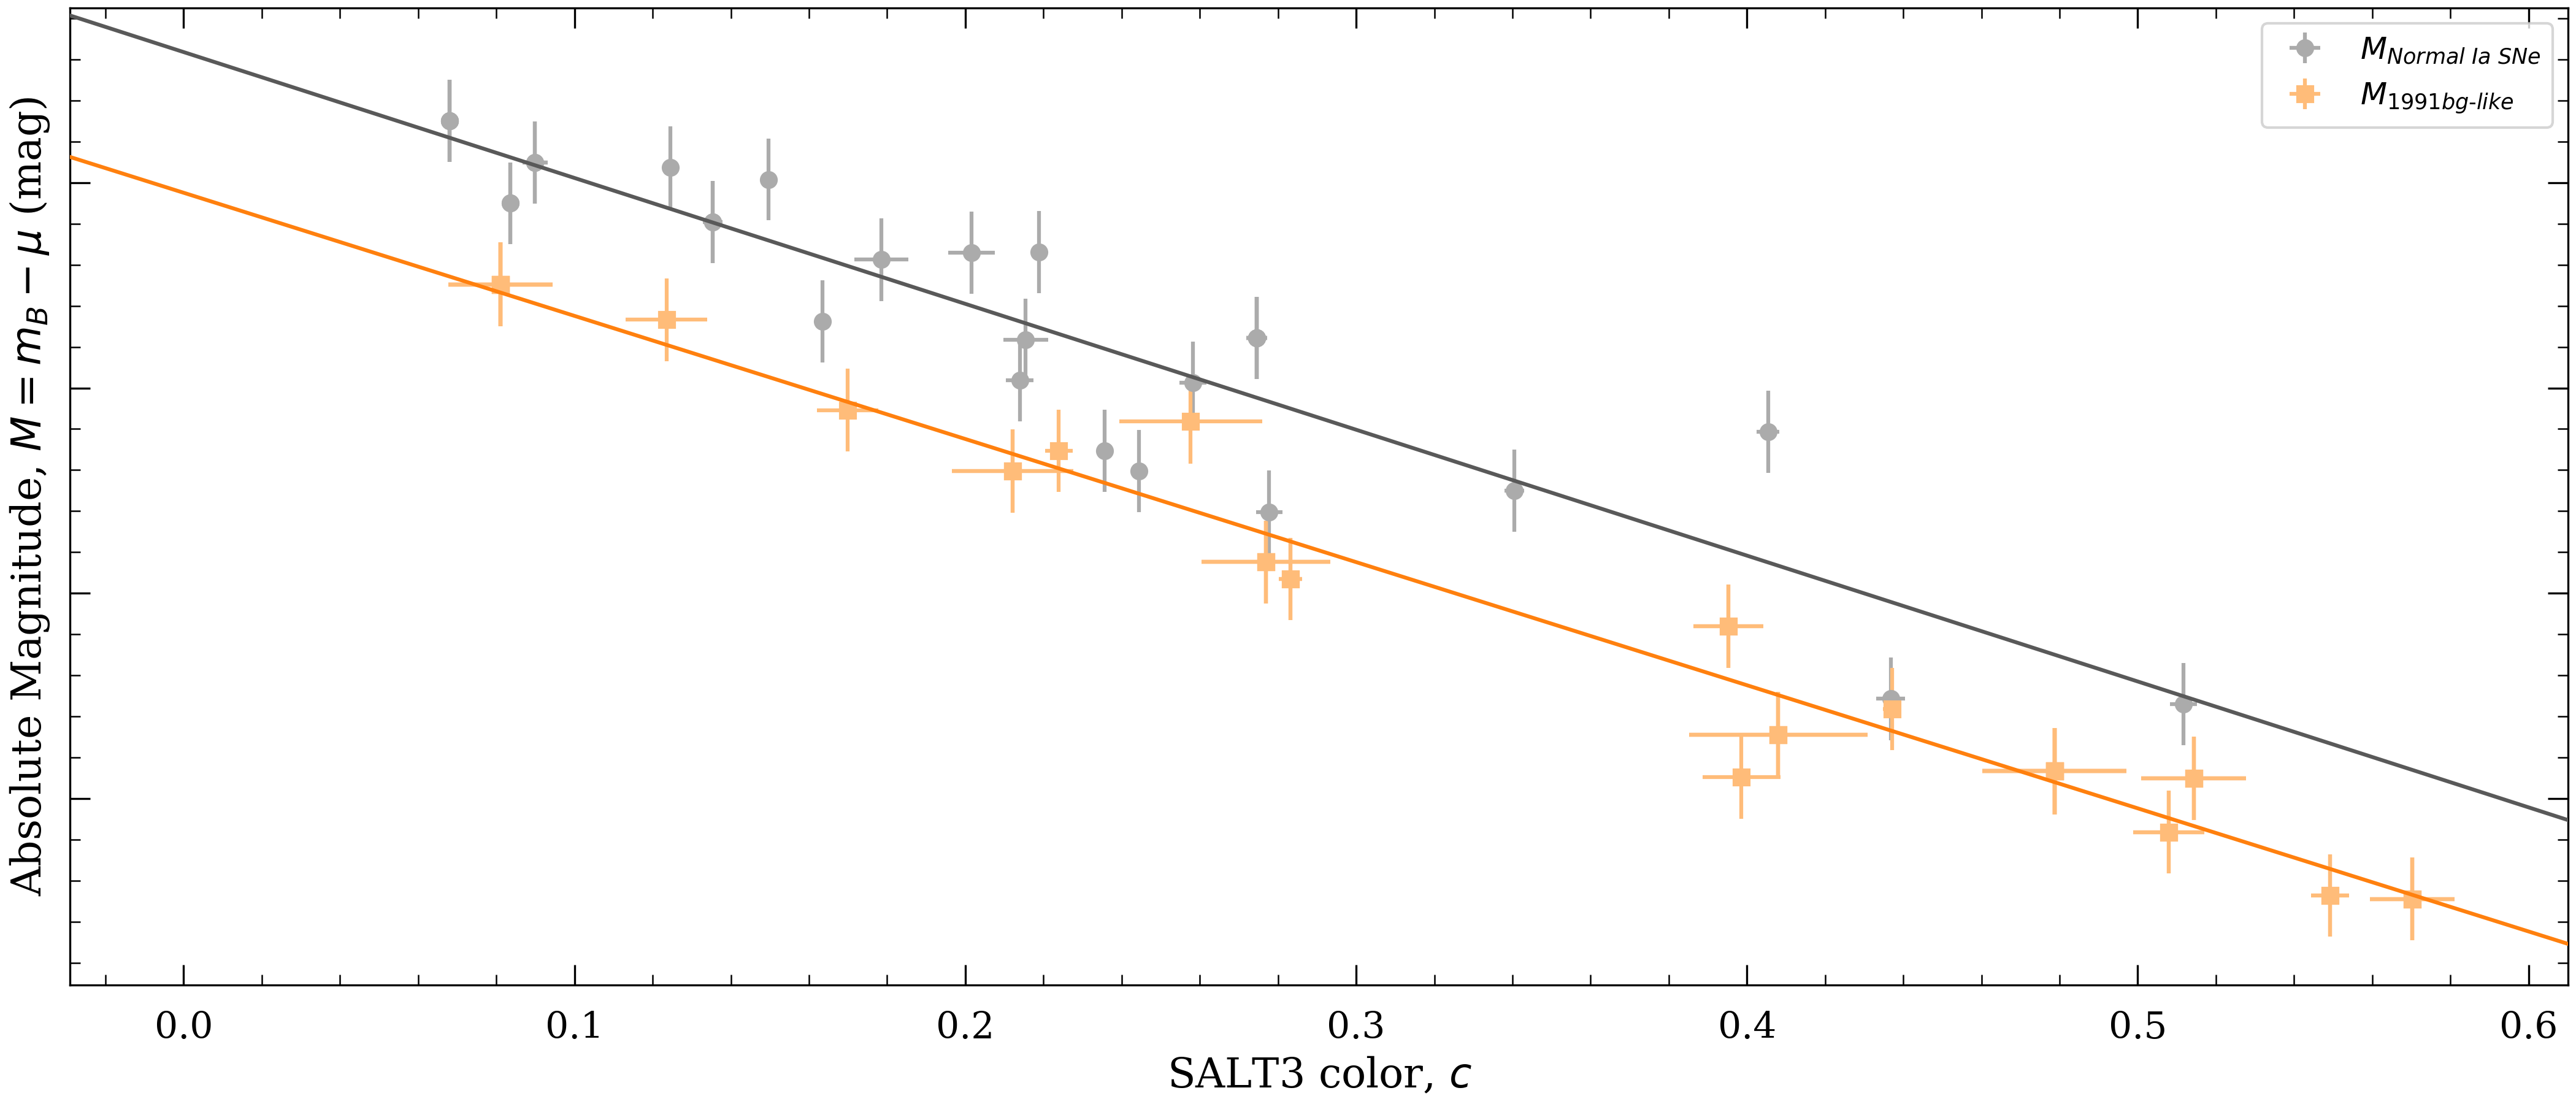 M_Normal Ia SNe
M_1991bg-like
Absolute Magnitude, M = m_B − μ (mag)
0.0 0.1 0.2 0.3 0.4 0.5 0.6
SALT3 color, c